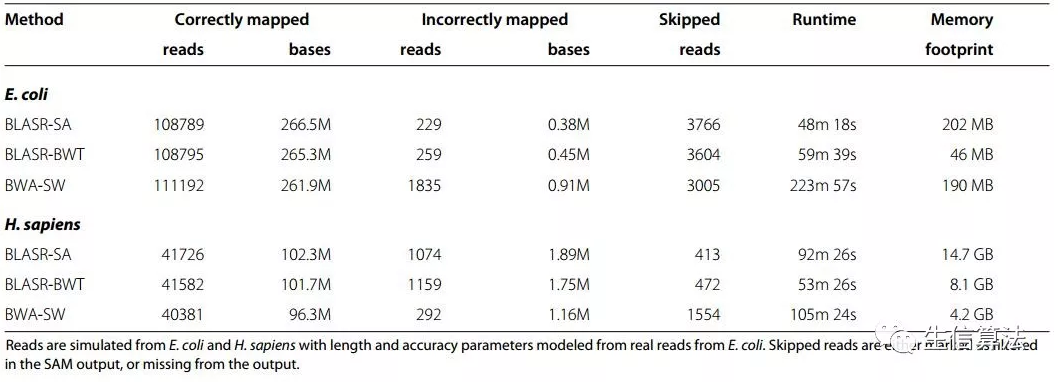 Method Correctly mapped Incorrectly mapped Skipped Runtime Memory
reads bases reads bases reads footprint
E. coli
BLASR-SA 108789 266.5M 229 0.38M 3766 48m 18s 202 MB
BLASR-BWT 108795 265.3M 259 0.45M 3604 59m 39s 46 MB
BWA-SW 111192 261.9M 1835 0.91M 3005 223m 57s 190 MB
H. sapiens
BLASR-SA 41726 102.3M 1074 1.89M 413 92m 26s 14.7 GB
BLASR-BWT 41582 101.7M 1159 1.75M 472 53m 26s 8.1 GB
BWA-SW 40381 96.3M 292 1.16M 1554 105m 24s 4.2 GB
生信算法
Reads are simulated from E. coli and H. sapiens with length and accuracy parameters modeled from real reads from E. coli. Skipped reads are
in the SAM output, or missing from the output.